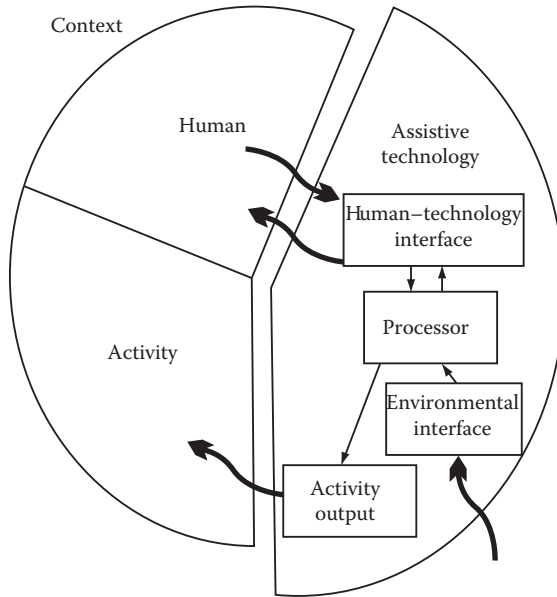 Context
Human
Assistive
technology
Human–technology
interface
Processor
Activity
Environmental
interface
Activity
output